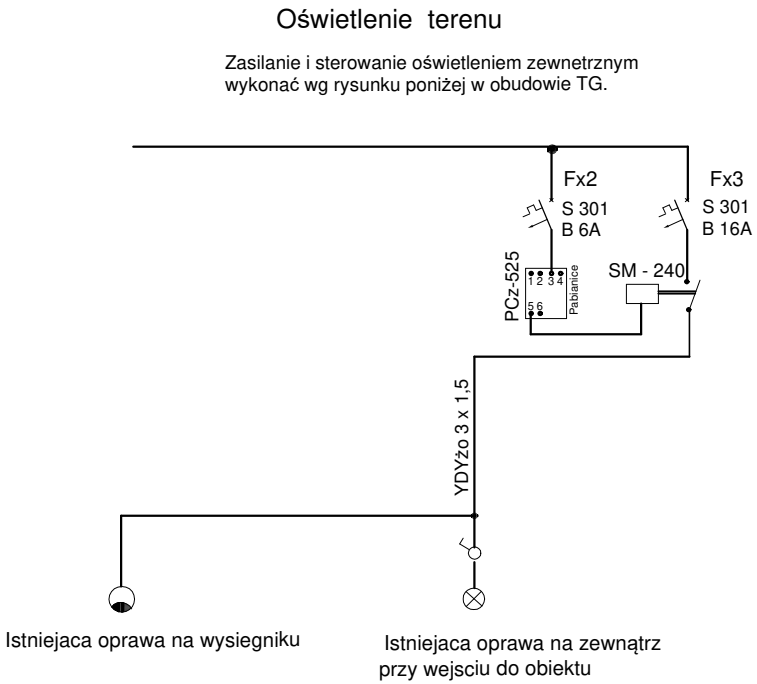 Oświetlenie terenu
Zasilanie i sterowanie oświetleniem zewnetrznym
wykonać wg rysunku poniżej w obudowie TG.
Fx2
S 301
B 6A
Fx3
S 301
B 16A
PCz-525
1 2 3 4
5 6
Pabianice
SM - 240
YDYżo 3 x 1,5
Istniejaca oprawa na wysiegniku
Istniejaca oprawa na zewnątrz
przy wejsciu do obiektu